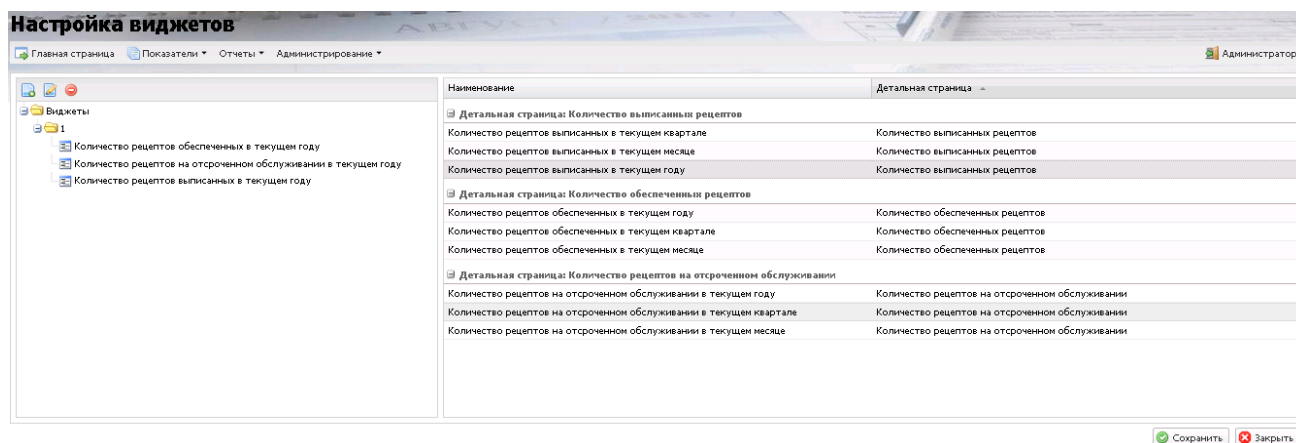 Настройка виджетов
Главная страница Показатели Отчеты Администрирование Администратор
Виджеты
1
Количество рецептов обеспеченных в текущем году
Количество рецептов на отсроченном обслуживании в текущем году
Количество рецептов выписанных в текущем году
Наименование Детальная страница
Детальная страница: Количество выписанных рецептов
Количество рецептов выписанных в текущем квартале Количество выписанных рецептов
Количество рецептов выписанных в текущем месяце Количество выписанных рецептов
Количество рецептов выписанных в текущем году Количество выписанных рецептов
Детальная страница: Количество обеспеченных рецептов
Количество рецептов обеспеченных в текущем году Количество обеспеченных рецептов
Количество рецептов обеспеченных в текущем квартале Количество обеспеченных рецептов
Количество рецептов обеспеченных в текущем месяце Количество обеспеченных рецептов
Детальная страница: Количество рецептов на отсроченном обслуживании
Количество рецептов на отсроченном обслуживании в текущем году Количество рецептов на отсроченном обслуживании
Количество рецептов на отсроченном обслуживании в текущем квартале Количество рецептов на отсроченном обслуживании
Количество рецептов на отсроченном обслуживании в текущем месяце Количество рецептов на отсроченном обслуживании
Сохранить Закрыть